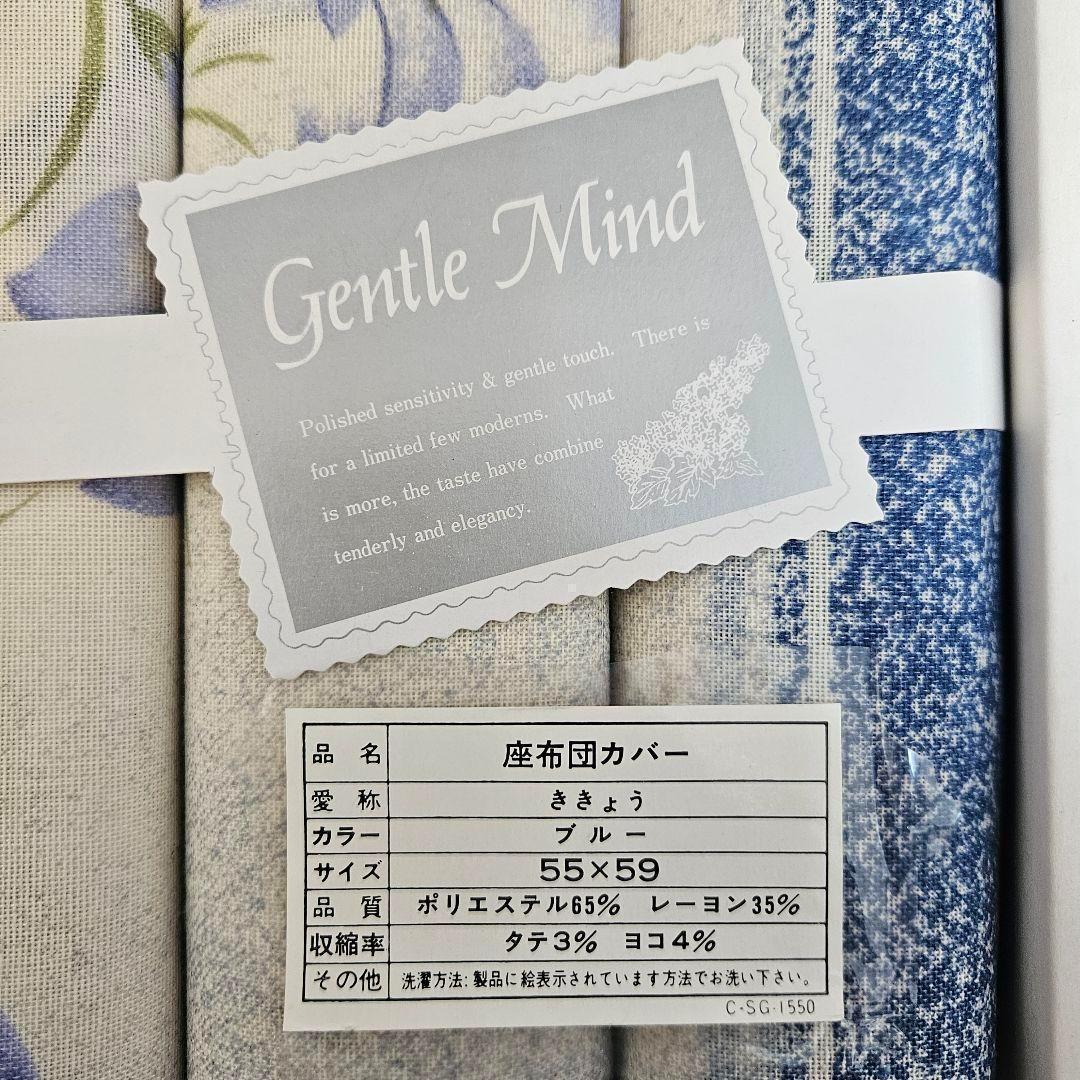 Gentle Mind
Polished sensitivity & gentle touch. There is
for a limited few moderns. What
is more, the taste have combine
tenderly and elegancy.
品名 座布団カバー
愛称 ききょう
カラー ブルー
サイズ 55×59
品質 ポリエステル65% レーヨン35%
収縮率 タテ3% ヨコ4%
その他 洗濯方法:製品に絵表示されています方法でお洗い下さい。
C-SG-1550